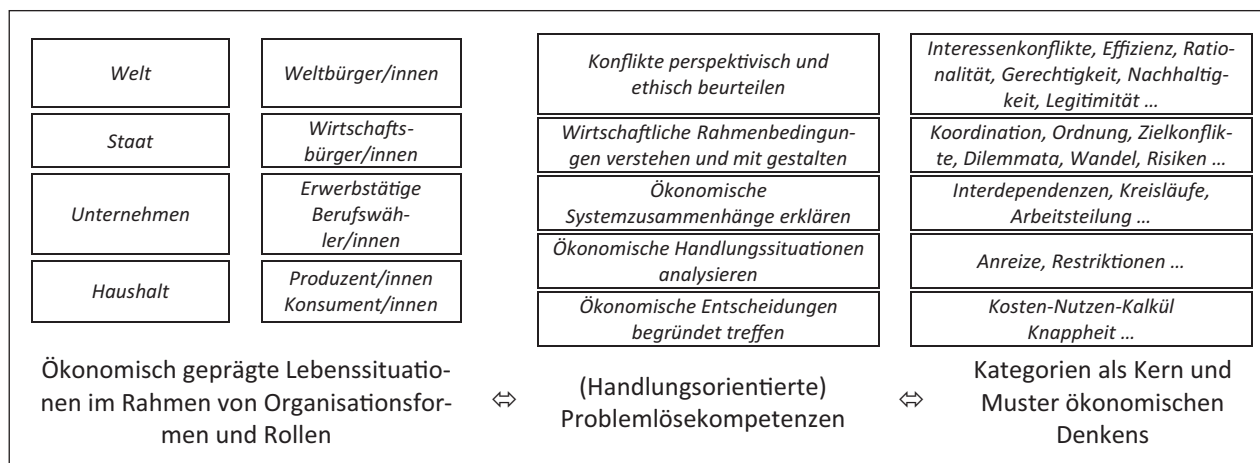 Welt
Staat
Unternehmen
Haushalt
Weltbürger/innen
Wirtschafts-
bürger/innen
Erwerbstätige
Berufswäh-
ler/innen
Produzent/innen
Konsument/innen
Ökonomisch geprägte Lebenssituatio-
nen im Rahmen von Organisationsfor-
men und Rollen
⇔
Konflikte perspektivisch und
ethisch beurteilen
Wirtschaftliche Rahmenbedingun-
gen verstehen und mit gestalten
Ökonomische
Systemzusammenhänge erklären
Ökonomische Handlungssituationen
analysieren
Ökonomische Entscheidungen
begründet treffen
(Handlungsorientierte)
Problemlösekompetenzen
⇔
Interessenkonflikte, Effizienz, Ratio-
nalität, Gerechtigkeit, Nachhaltig-
keit, Legitimität ...
Koordination, Ordnung, Zielkonflik-
te, Dilemmata, Wandel, Risiken ...
Interdependenzen, Kreisläufe,
Arbeitsteilung ...
Anreize, Restriktionen ...
Kosten-Nutzen-Kalkül
Knappheit ...
Kategorien als Kern und
Muster ökonomischen
Denkens